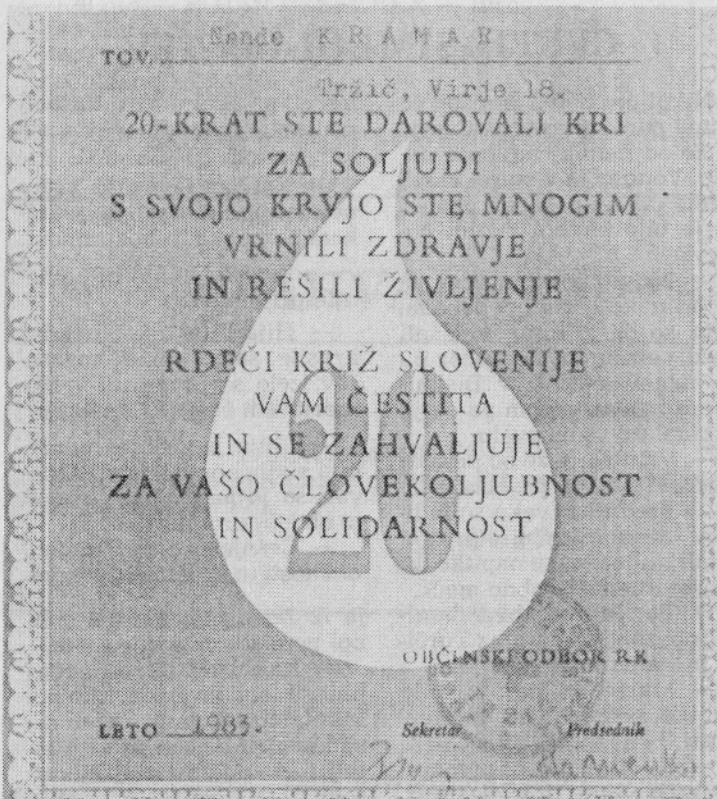 Nande KRAMAR
TOV.
Tržič, Virje 18.
20-KRAT STE DAROVALI KRI
ZA SOLJUDI
S SVOJO KRVJO STE MNOGIM
VRNILI ZDRAVJE
IN REŠILI ŽIVLJENJE
RDEČI KRIŽ SLOVENIJE
VAM ČESTITA
IN SE ZAHVALJUJE
ZA VAŠO ČLOVEKOLJUBNOST
IN SOLIDARNOST
20
OBČINSKI ODBOR RK
LETO 1983.
Sekretar Predsednik